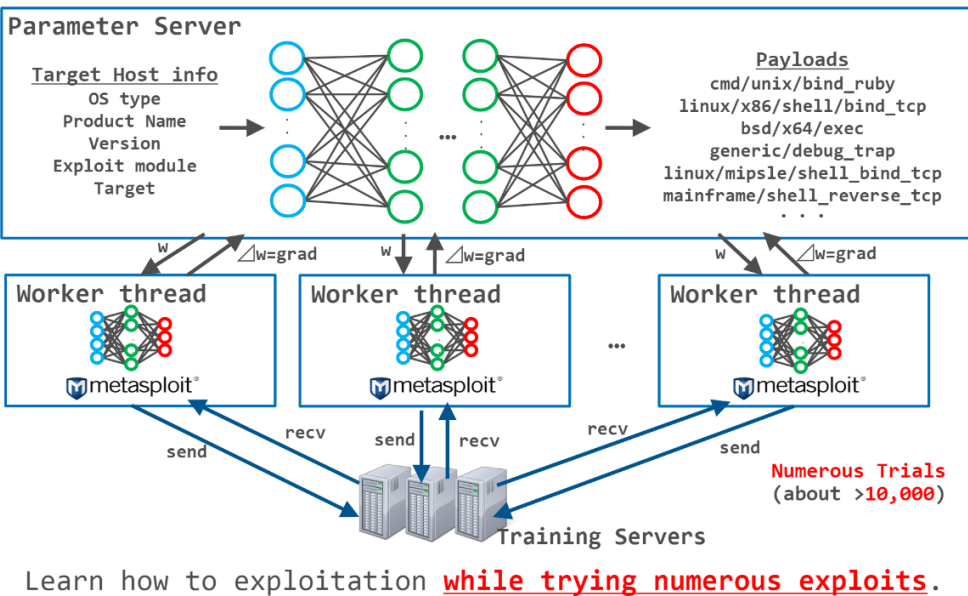 Parameter Server
Target Host info
OS type
Product Name
Version
Exploit module
Target
...
Payloads
cmd/unix/bind_ruby
linux/x86/shell/bind_tcp
bsd/x64/exec
generic/debug_trap
linux/mipsle/shell_bind_tcp
mainframe/shell_reverse_tcp
. . .
w
⊿w=grad
w
⊿w=grad
w
⊿w=grad
Worker thread
metasploit®
Worker thread
metasploit®
...
Worker thread
metasploit®
send
recv
send
recv
recv
send
Numerous Trials
(about >10,000)
Training Servers
Learn how to exploitation while trying numerous exploits.